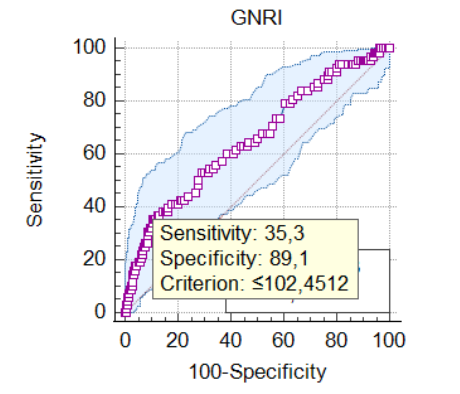 GNRI
100
80
60
40
20
0
Sensitivity
Sensitivity: 35,3
Specificity: 89,1
Criterion: ≤102,4512
0 20 40 60 80 100
100-Specificity